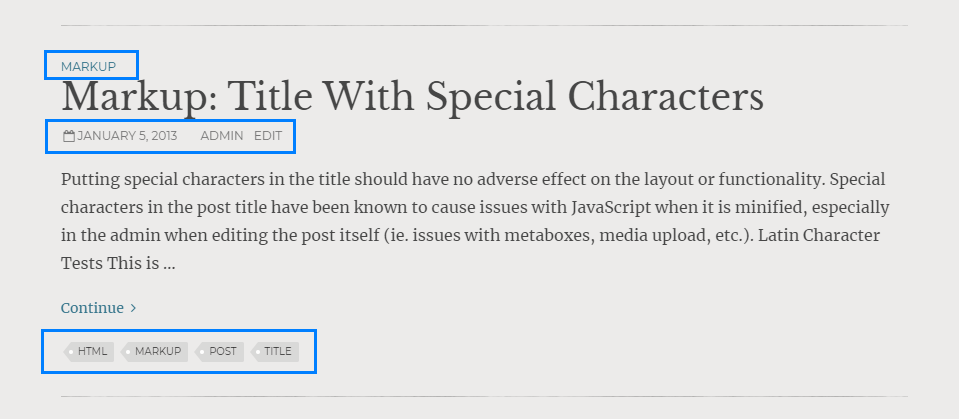 MARKUP
Markup: Title With Special Characters
JANUARY 5, 2013 ADMIN EDIT
Putting special characters in the title should have no adverse effect on the layout or functionality. Special
characters in the post title have been known to cause issues with JavaScript when it is minified, especially
in the admin when editing the post itself (ie. issues with metaboxes, media upload, etc.). Latin Character
Tests This is ...
Continue >
HTML MARKUP POST TITLE